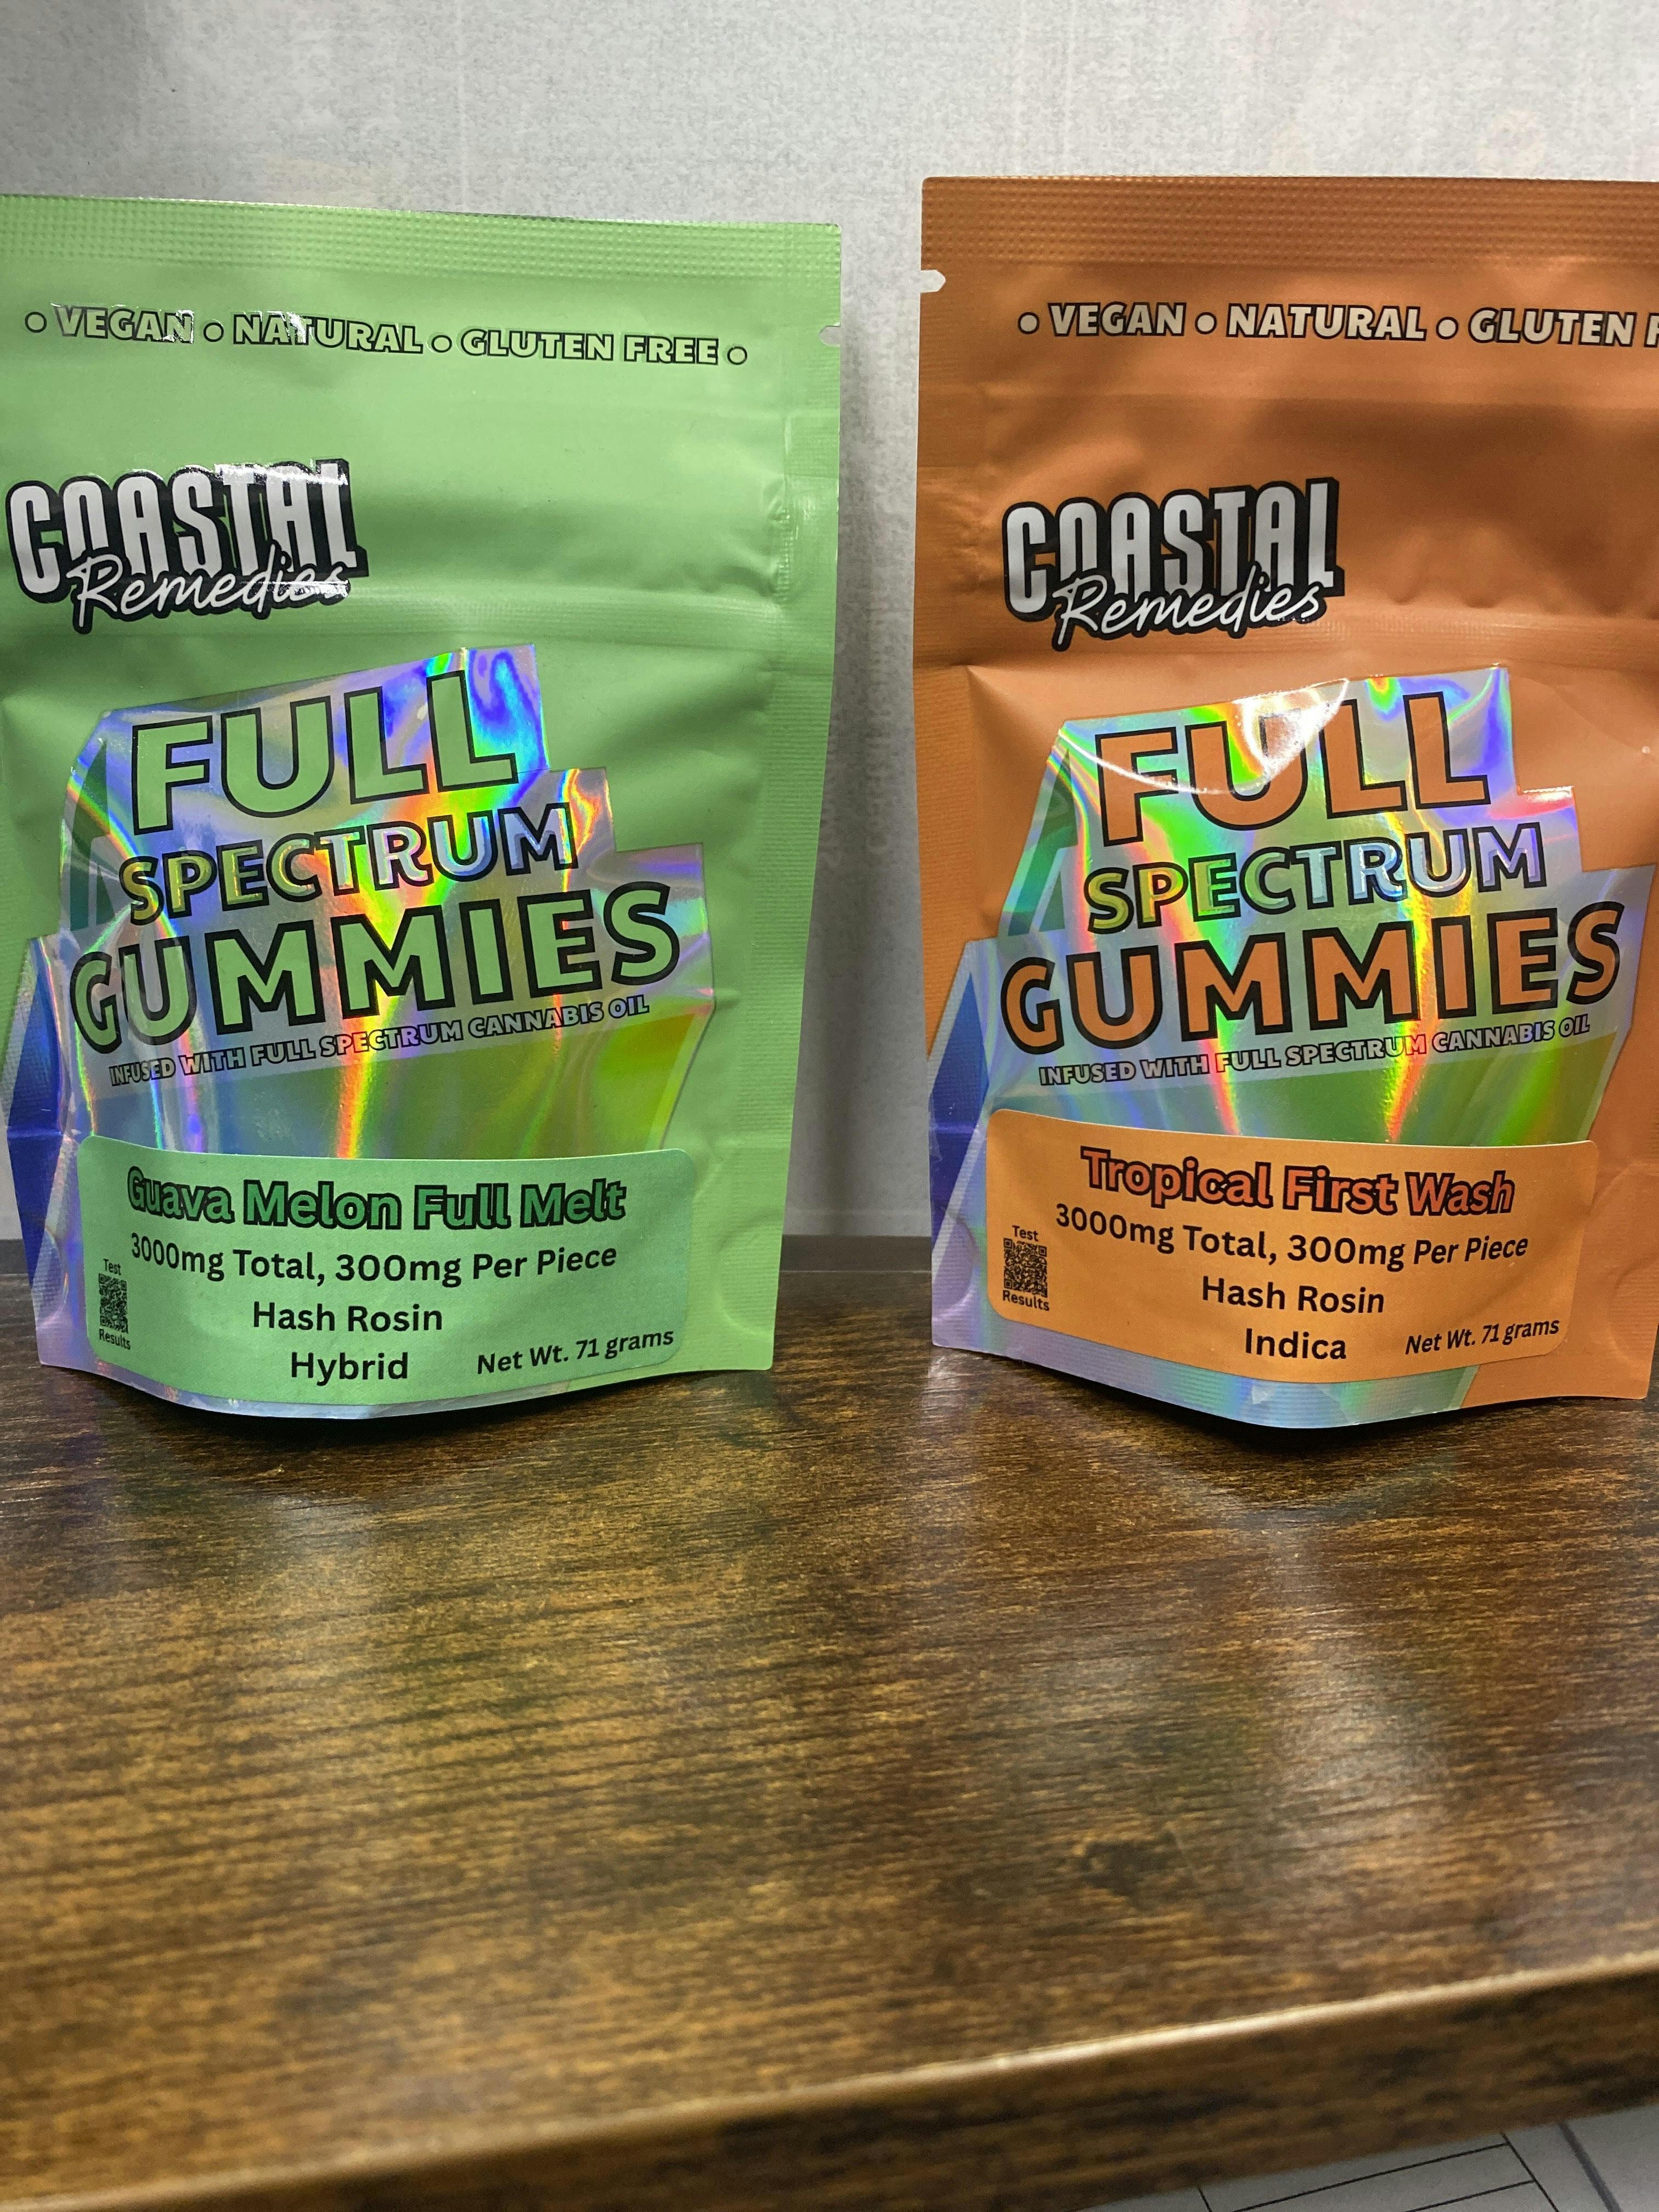 ○ VEGAN ○ NATURAL ○ GLUTEN FREE ○
COASTAL
Remedies
FULL
SPECTRUM
GUMMIES
INFUSED WITH FULL SPECTRUM CANNABIS OIL
Guava Melon Full Melt
3000mg Total, 300mg Per Piece
Test
Results
Hash Rosin
Hybrid
Net Wt. 71 grams
• VEGAN • NATURAL • GLUTEN
COASTAL
Remedies
FULL
SPECTRUM
GUMMIES
INFUSED WITH FULL SPECTRUM CANNABIS OIL
Tropical First Wash
3000mg Total, 300mg Per Piece
Test
Results
Hash Rosin
Indica
Net Wt. 71 grams